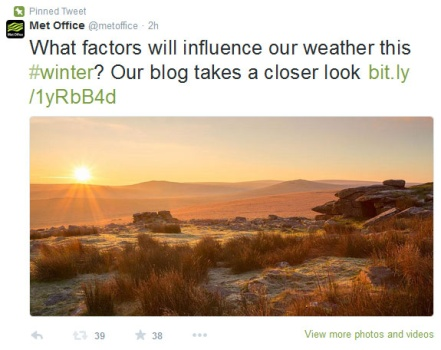 Pinned Tweet
Met Office @metoffice · 2h
What factors will influence our weather this
#winter? Our blog takes a closer look bit.ly
/1yRbB4d
39 38 View more photos and videos